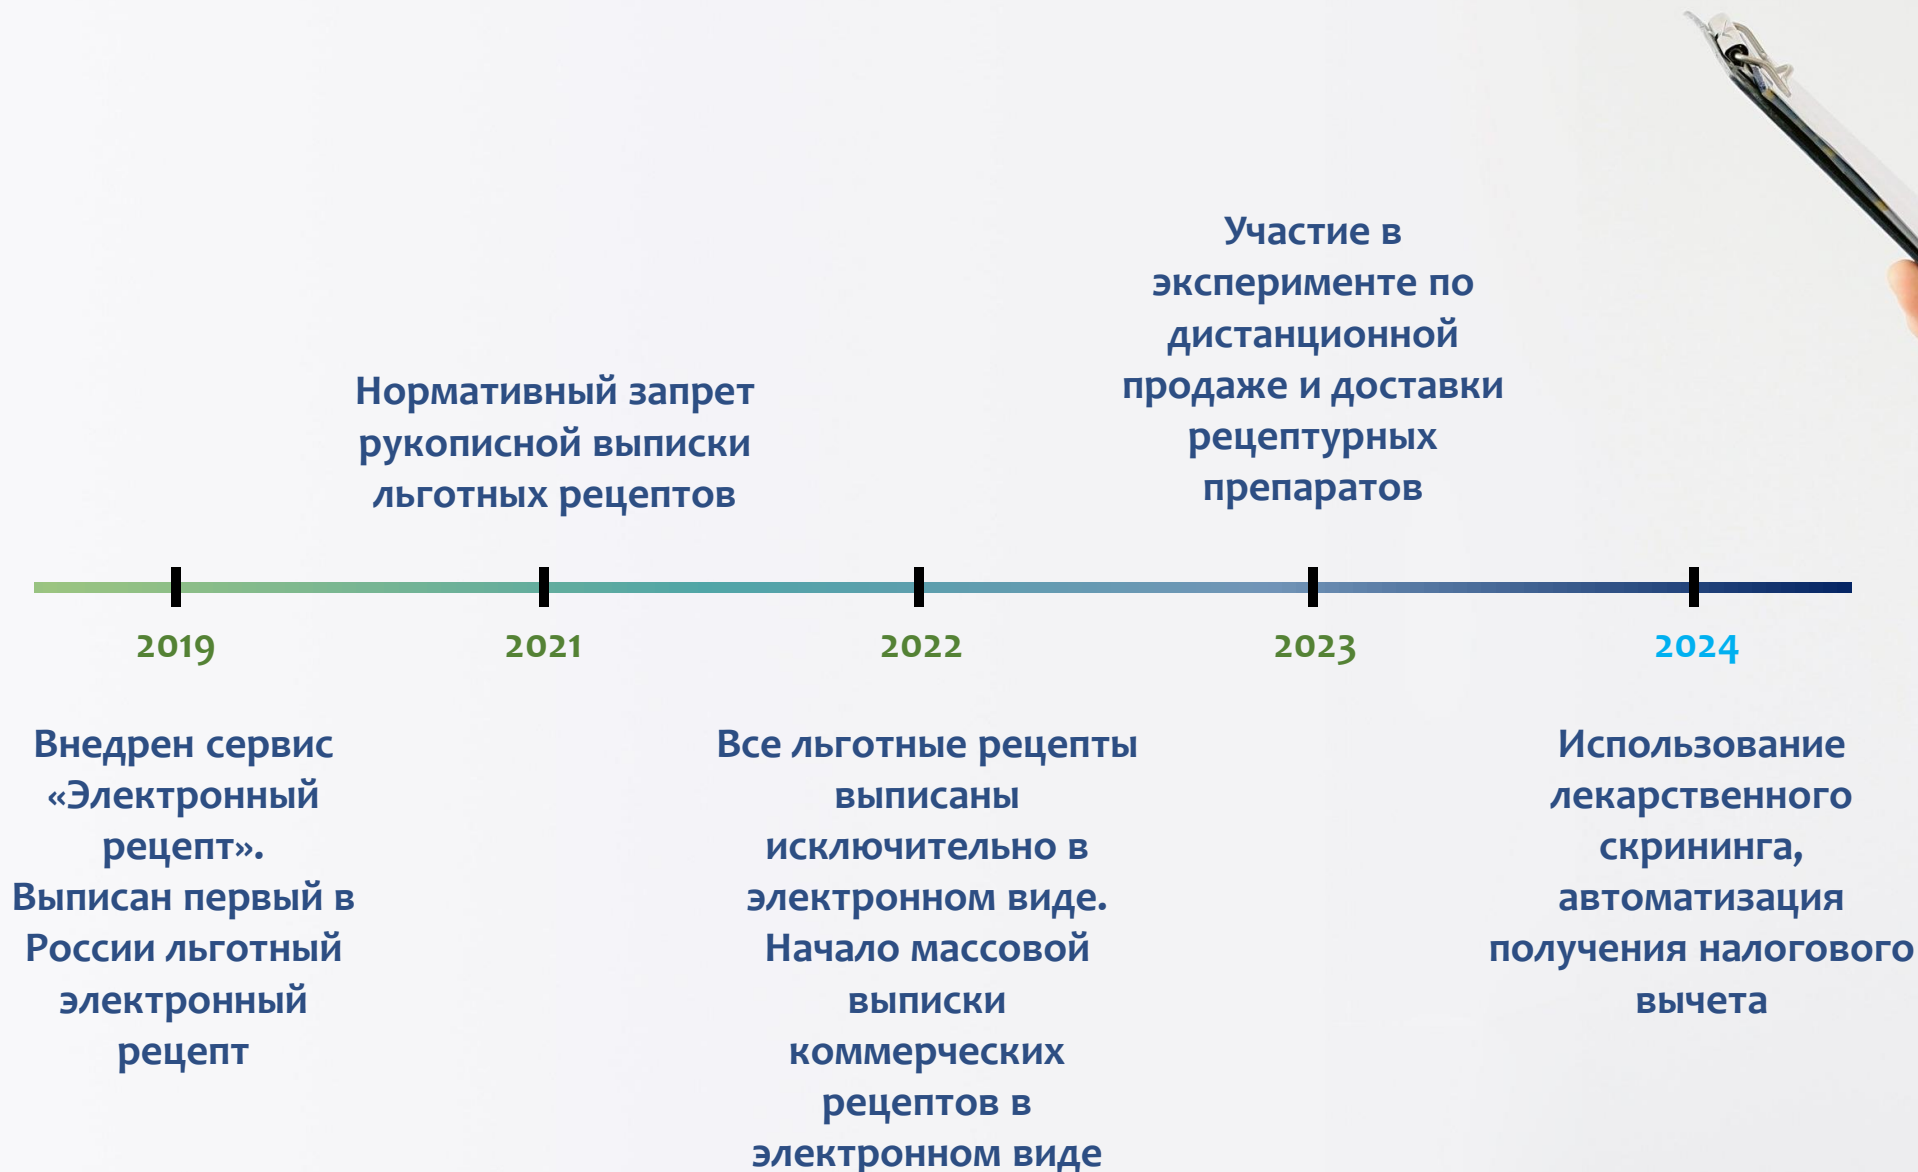 Участие в
эксперименте по
дистанционной
продаже и доставки
рецептурных
препаратов
Нормативный запрет
рукописной выписки
льготных рецептов
2019
2021
2022
2023
2024
Внедрен сервис
«Электронный
рецепт».
Выписан первый в
России льготный
электронный
рецепт
Все льготные рецепты
выписаны
исключительно в
электронном виде.
Начало массовой
выписки
коммерческих
рецептов в
электронном виде
Использование
лекарственного
скрининга,
автоматизация
получения налогового
вычета